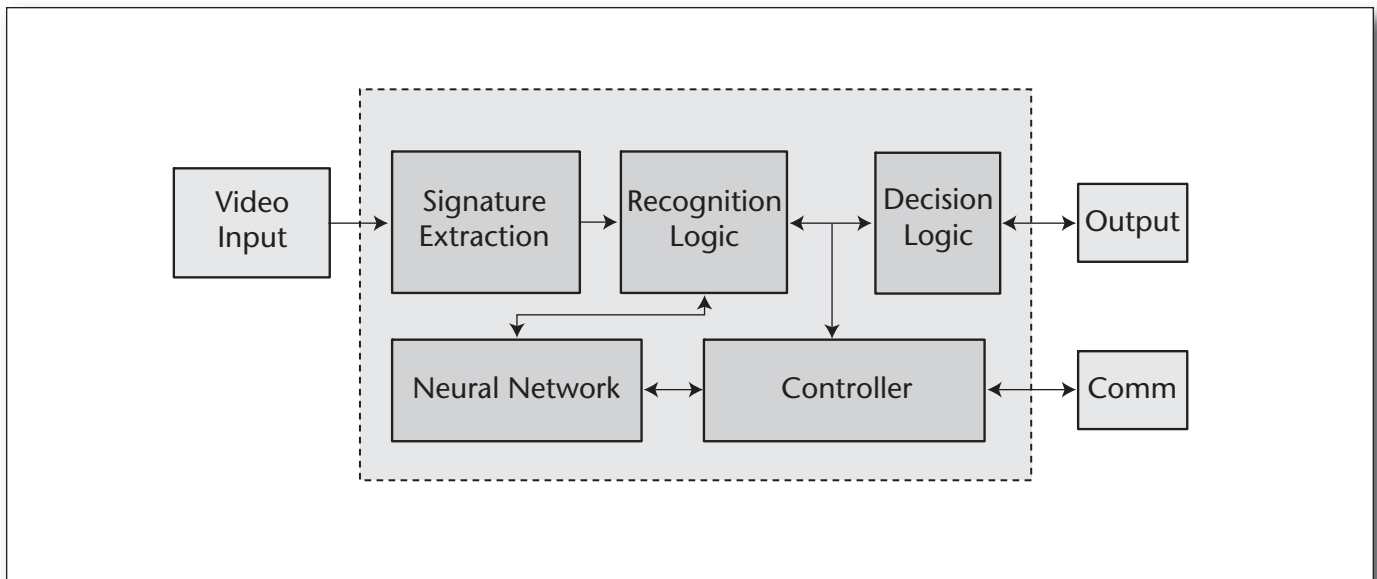 Video
Input
Signature
Extraction
Recognition
Logic
Decision
Logic
Output
Neural Network
Controller
Comm